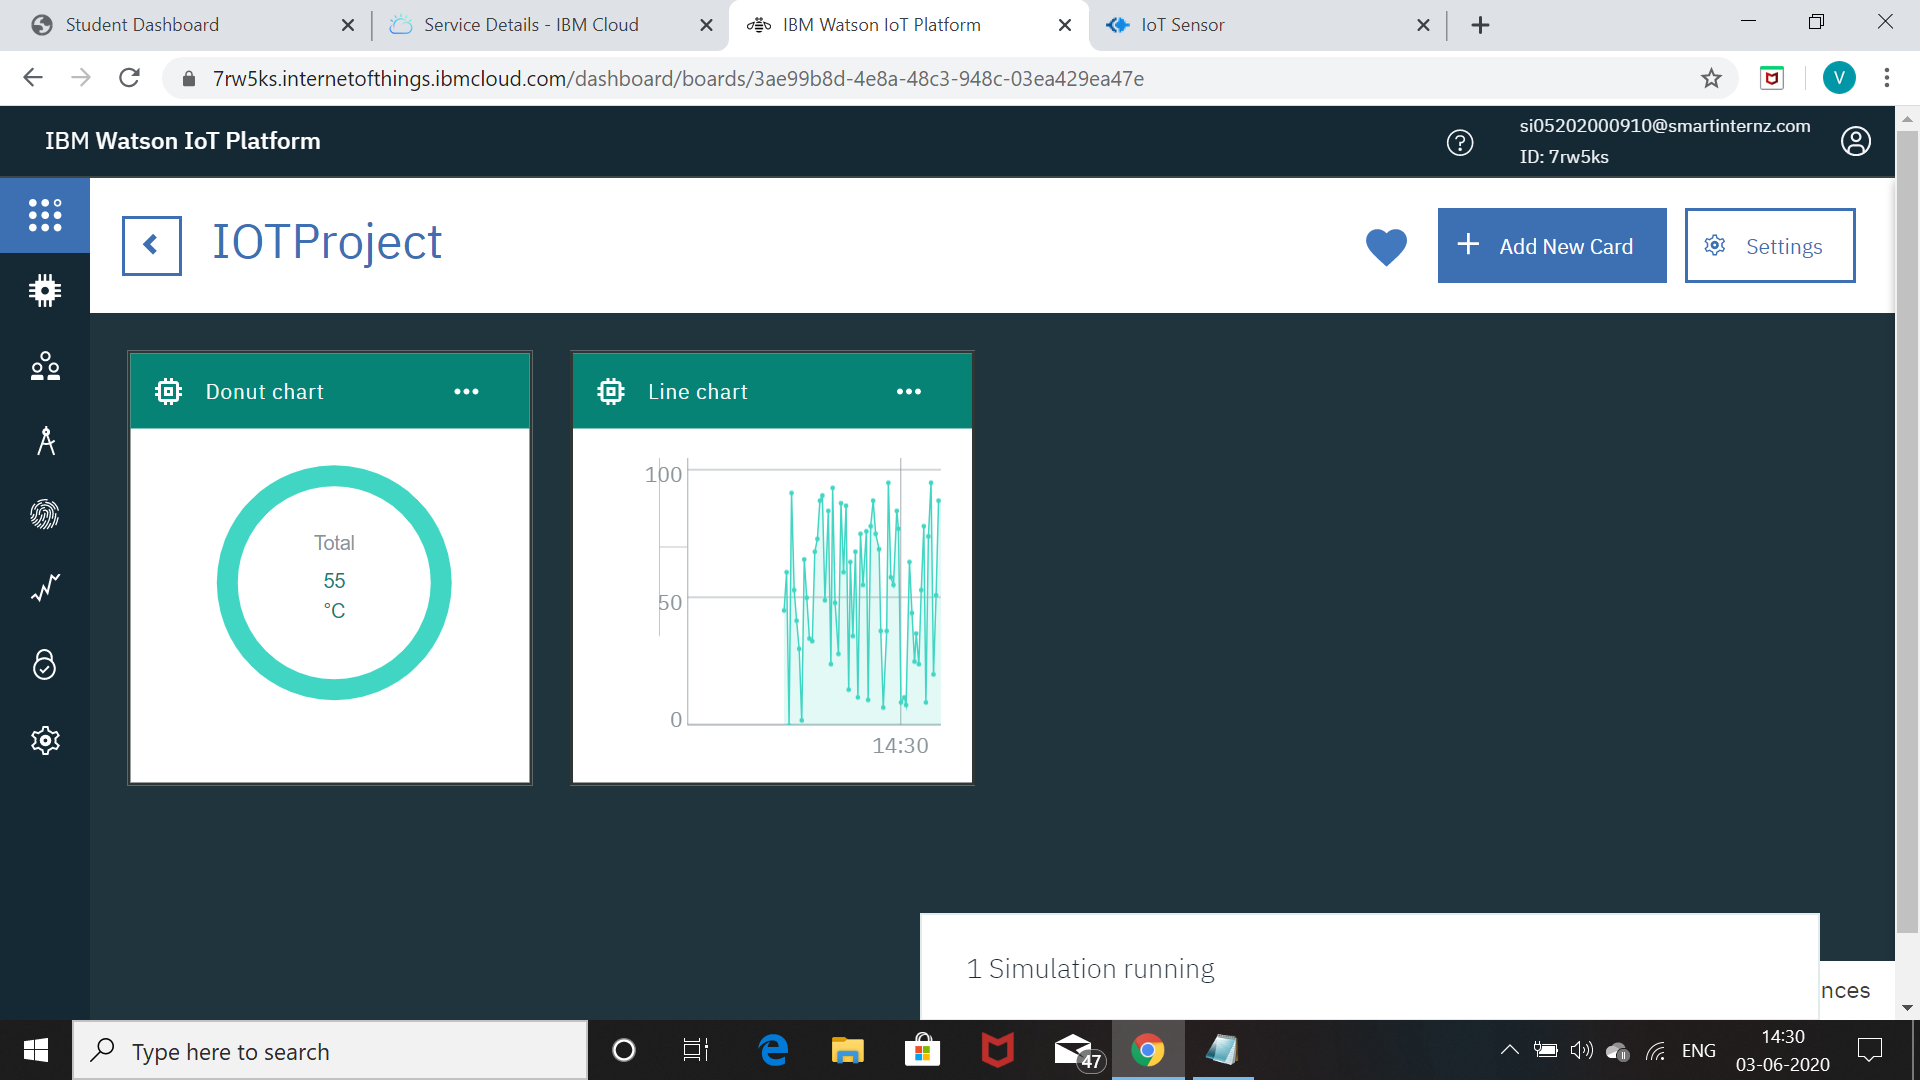 Student Dashboard
Service Details - IBM Cloud
IBM Watson IoT Platform
IoT Sensor
7rw5ks.internetofthings.ibmcloud.com/dashboard/boards/3ae99b8d-4e8a-48c3-948c-03ea429ea47e
V
IBM Watson IoT Platform
si05202000910@smartinternz.com
ID: 7rw5ks
IOTProject
Add New Card
Settings
Donut chart
Line chart
Total
55
°C
100
50
0
14:30
1 Simulation running
nces
Type here to search
47
ENG
14:30
03-06-2020